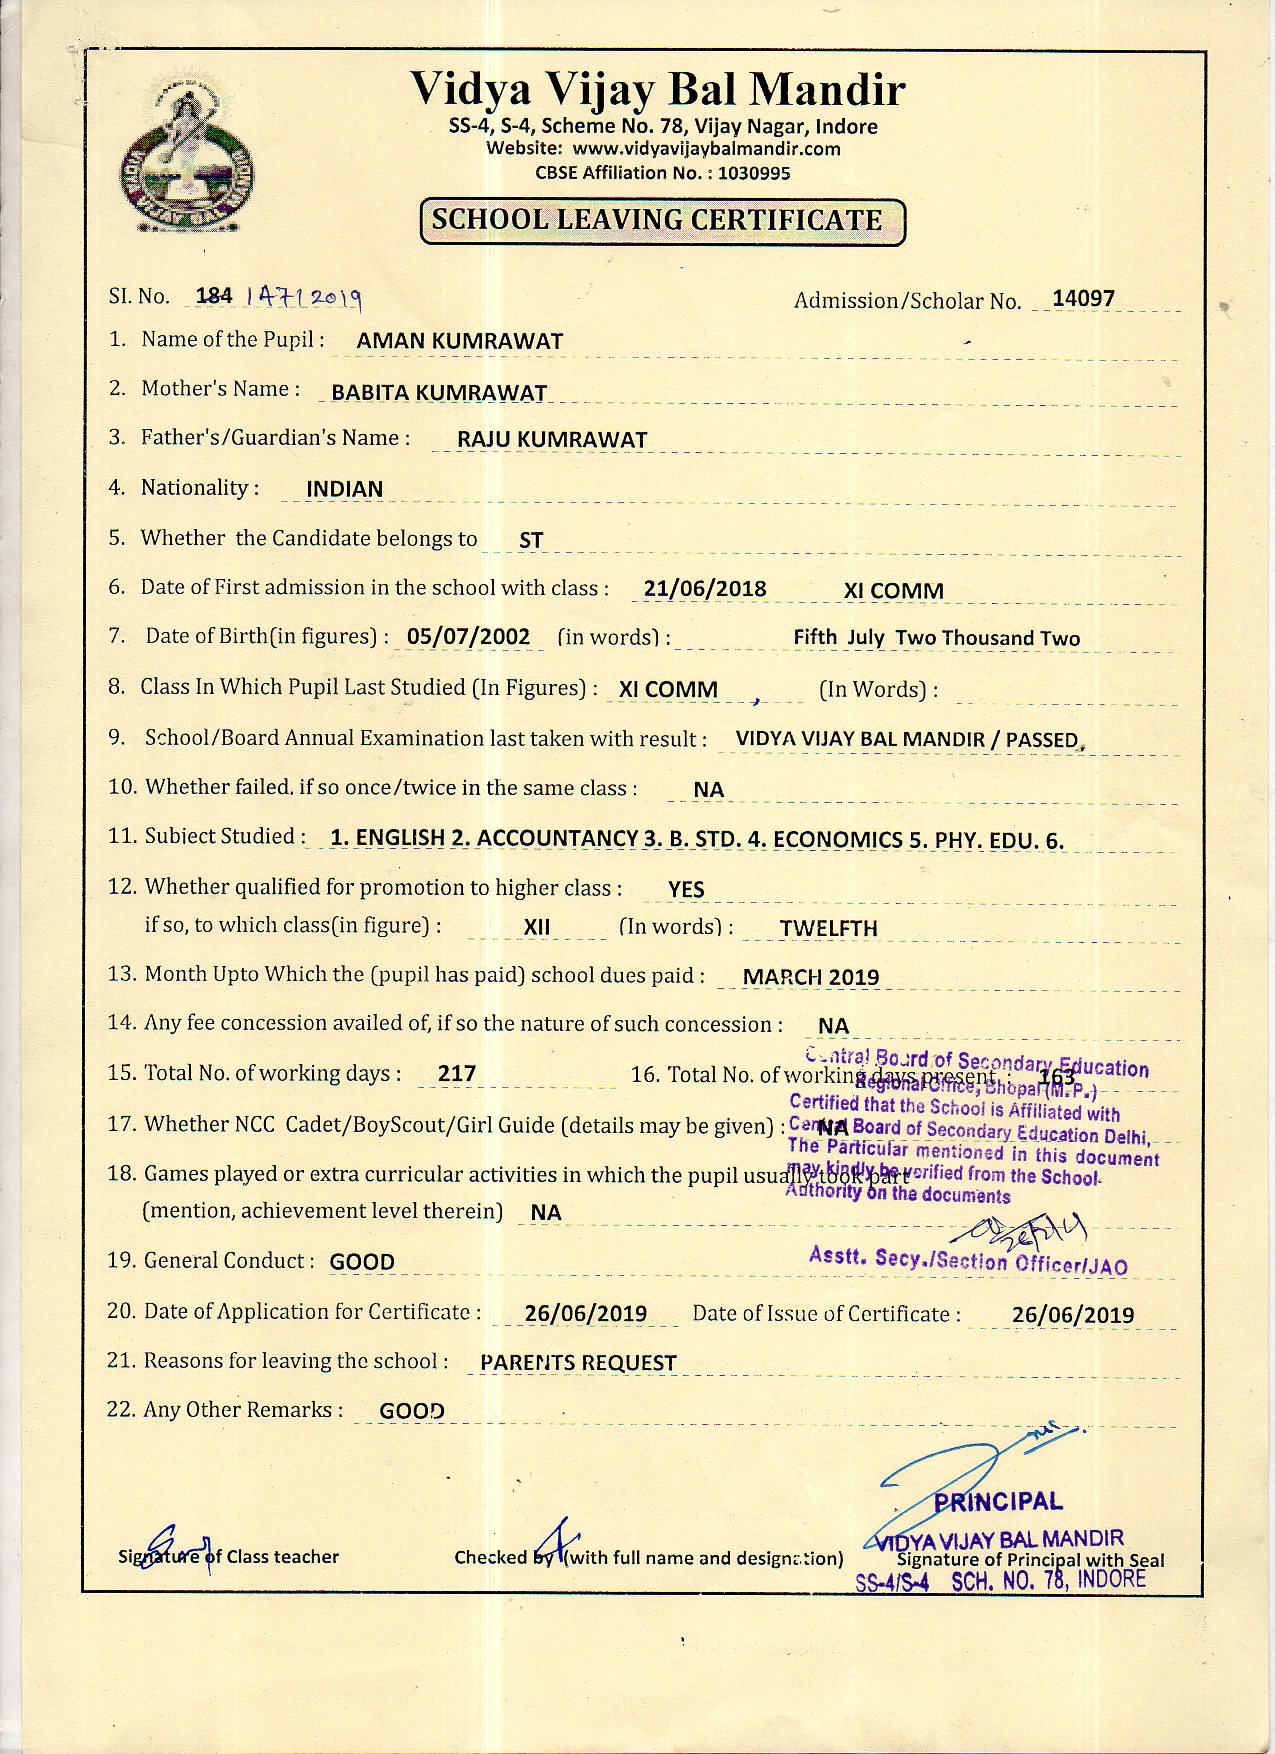 Vidya Vijay Bal Mandir
SS-4, S-4, Scheme No. 78, Vijay Nagar, Indore
Website: www.vidyavijaybalmandir.com
CBSE Affiliation No. : 1030995
VIDYA VIJAY BAL MANDIR
SCHOOL LEAVING CERTIFICATE
SI. No. 184 147/2019 Admission/Scholar No. 14097
1. Name of the Pupil : AMAN KUMRAWAT
2. Mother's Name : BABITA KUMRAWAT
3. Father's/Guardian's Name : RAJU KUMRAWAT
4. Nationality : INDIAN
5. Whether the Candidate belongs to ST
6. Date of First admission in the school with class : 21/06/2018 XI COMM
7. Date of Birth(in figures) : 05/07/2002 (in words) : Fifth July Two Thousand Two
8. Class In Which Pupil Last Studied (In Figures) : XI COMM , (In Words) :
9. School/Board Annual Examination last taken with result : VIDYA VIJAY BAL MANDIR / PASSED,
10. Whether failed, if so once/twice in the same class : NA
11. Subject Studied : 1. ENGLISH 2. ACCOUNTANCY 3. B. STD. 4. ECONOMICS 5. PHY. EDU. 6.
12. Whether qualified for promotion to higher class : YES
if so, to which class(in figure) : XII (In words) : TWELFTH
13. Month Upto Which the (pupil has paid) school dues paid : MARCH 2019
14. Any fee concession availed of, if so the nature of such concession : NA
15. Total No. of working days : 217 16. Total No. of working days present : 163
17. Whether NCC Cadet/BoyScout/Girl Guide (details may be given) : NA
18. Games played or extra curricular activities in which the pupil usually took part
(mention, achievement level therein) NA
Central Board of Secondary Education
Regional Office, Bhopal (M.P.)
Certified that the School is Affiliated with
Central Board of Secondary Education Delhi,
The Particular mentioned in this document
may kindly be verified from the School
Authority on the documents
Asstt. Secy./Section Officer/JAO
19. General Conduct : GOOD
20. Date of Application for Certificate : 26/06/2019 Date of Issue of Certificate : 26/06/2019
21. Reasons for leaving the school : PARENTS REQUEST
22. Any Other Remarks : GOOD
PRINCIPAL
VIDYA VIJAY BAL MANDIR
Signature of Class teacher Checked by (with full name and designation) Signature of Principal with Seal
SS-4/S-4 SCH. NO. 78, INDORE